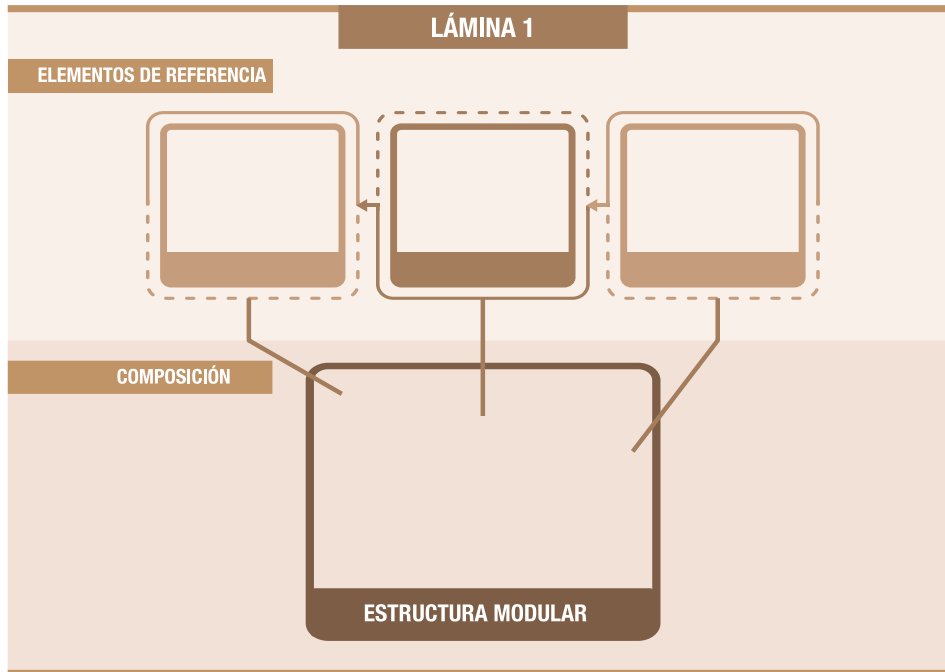 LÁMINA 1
ELEMENTOS DE REFERENCIA
COMPOSICIÓN
ESTRUCTURA MODULAR